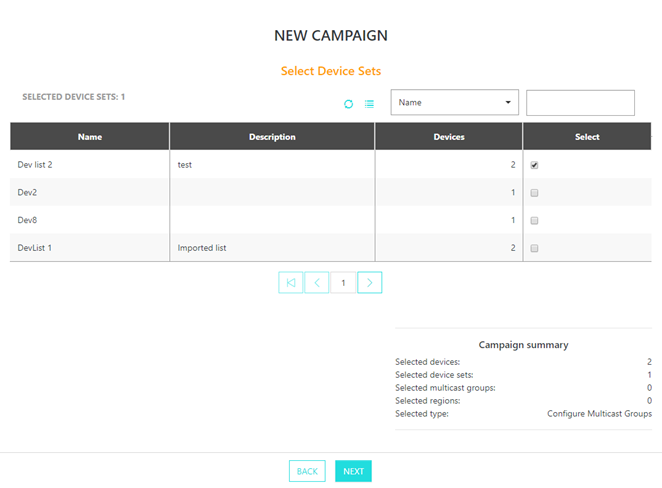 NEW CAMPAIGN
Select Device Sets
SELECTED DEVICE SETS: 1
Name
Name Description Devices Select
Dev list 2 test 2
Dev2 1
Dev8 1
DevList 1 Imported list 2
1
Campaign summary
Selected devices: 2
Selected device sets: 1
Selected multicast groups: 0
Selected regions: 0
Selected type: Configure Multicast Groups
BACK NEXT